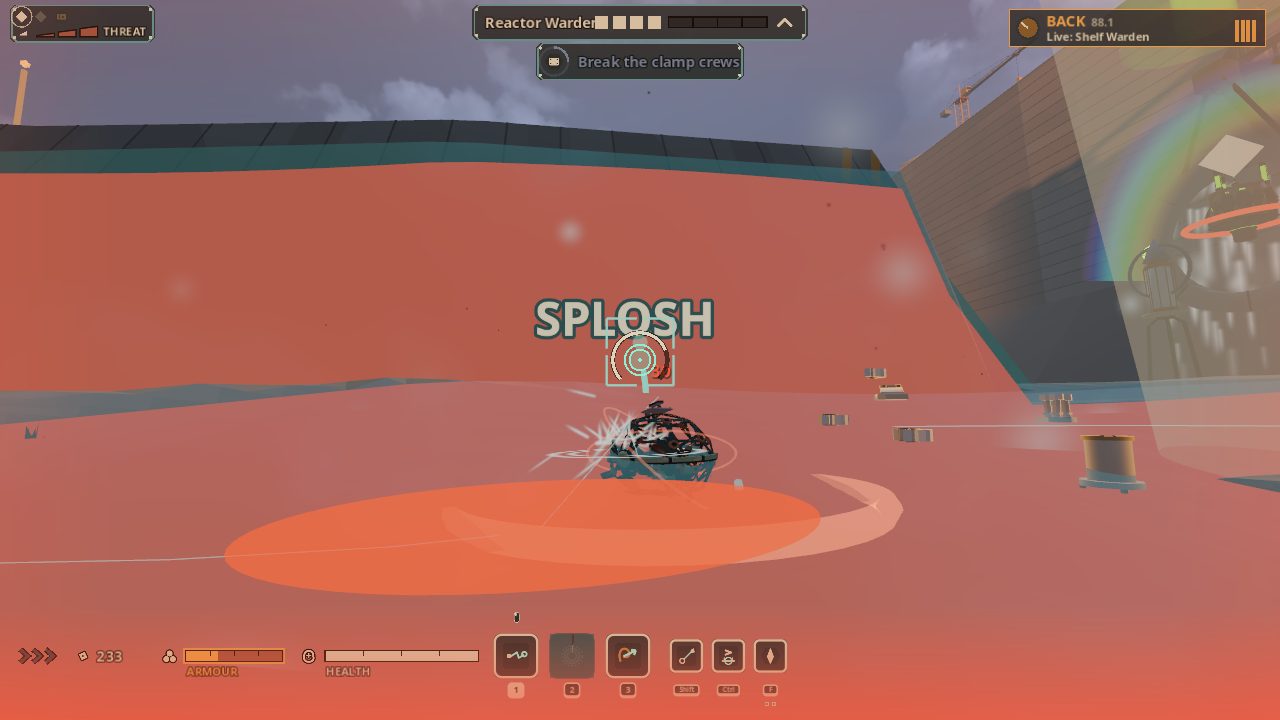 THREAT
Reactor Warden
Break the clamp crews
BACK 88.1
Live: Shelf Warden
SPLOSH
233
ARMOUR
HEALTH
1
2
3
Shift
Ctrl
F